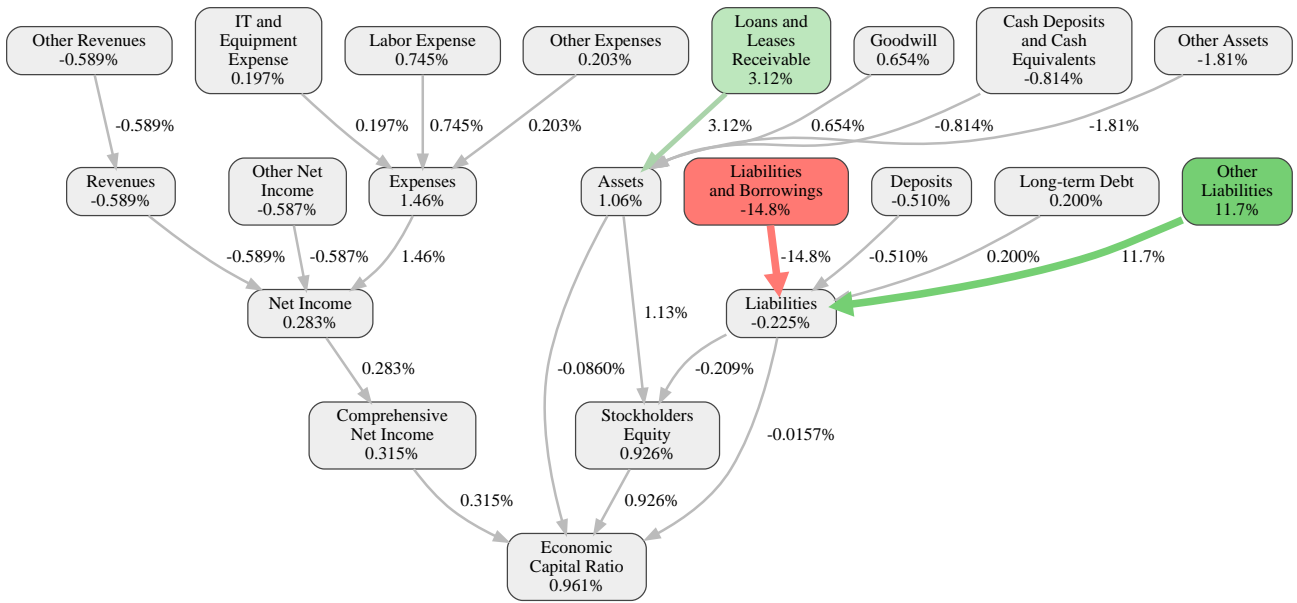 Other Revenues
-0.589%
IT and
Equipment
Expense
0.197%
Labor Expense
0.745%
Other Expenses
0.203%
Loans and
Leases
Receivable
3.12%
Goodwill
0.654%
Cash Deposits
and Cash
Equivalents
-0.814%
Other Assets
-1.81%
-0.589%
0.197%
0.745%
0.203%
3.12%
0.654%
-0.814%
-1.81%
Revenues
-0.589%
Other Net
Income
-0.587%
Expenses
1.46%
Assets
1.06%
Liabilities
and Borrowings
-14.8%
Deposits
-0.510%
Long-term Debt
0.200%
Other
Liabilities
11.7%
-0.589%
-0.587%
1.46%
-14.8%
-0.510%
0.200%
11.7%
Net Income
0.283%
1.13%
Liabilities
-0.225%
0.283%
-0.0860%
-0.209%
Comprehensive
Net Income
0.315%
Stockholders
Equity
0.926%
-0.0157%
0.315%
0.926%
Economic
Capital Ratio
0.961%